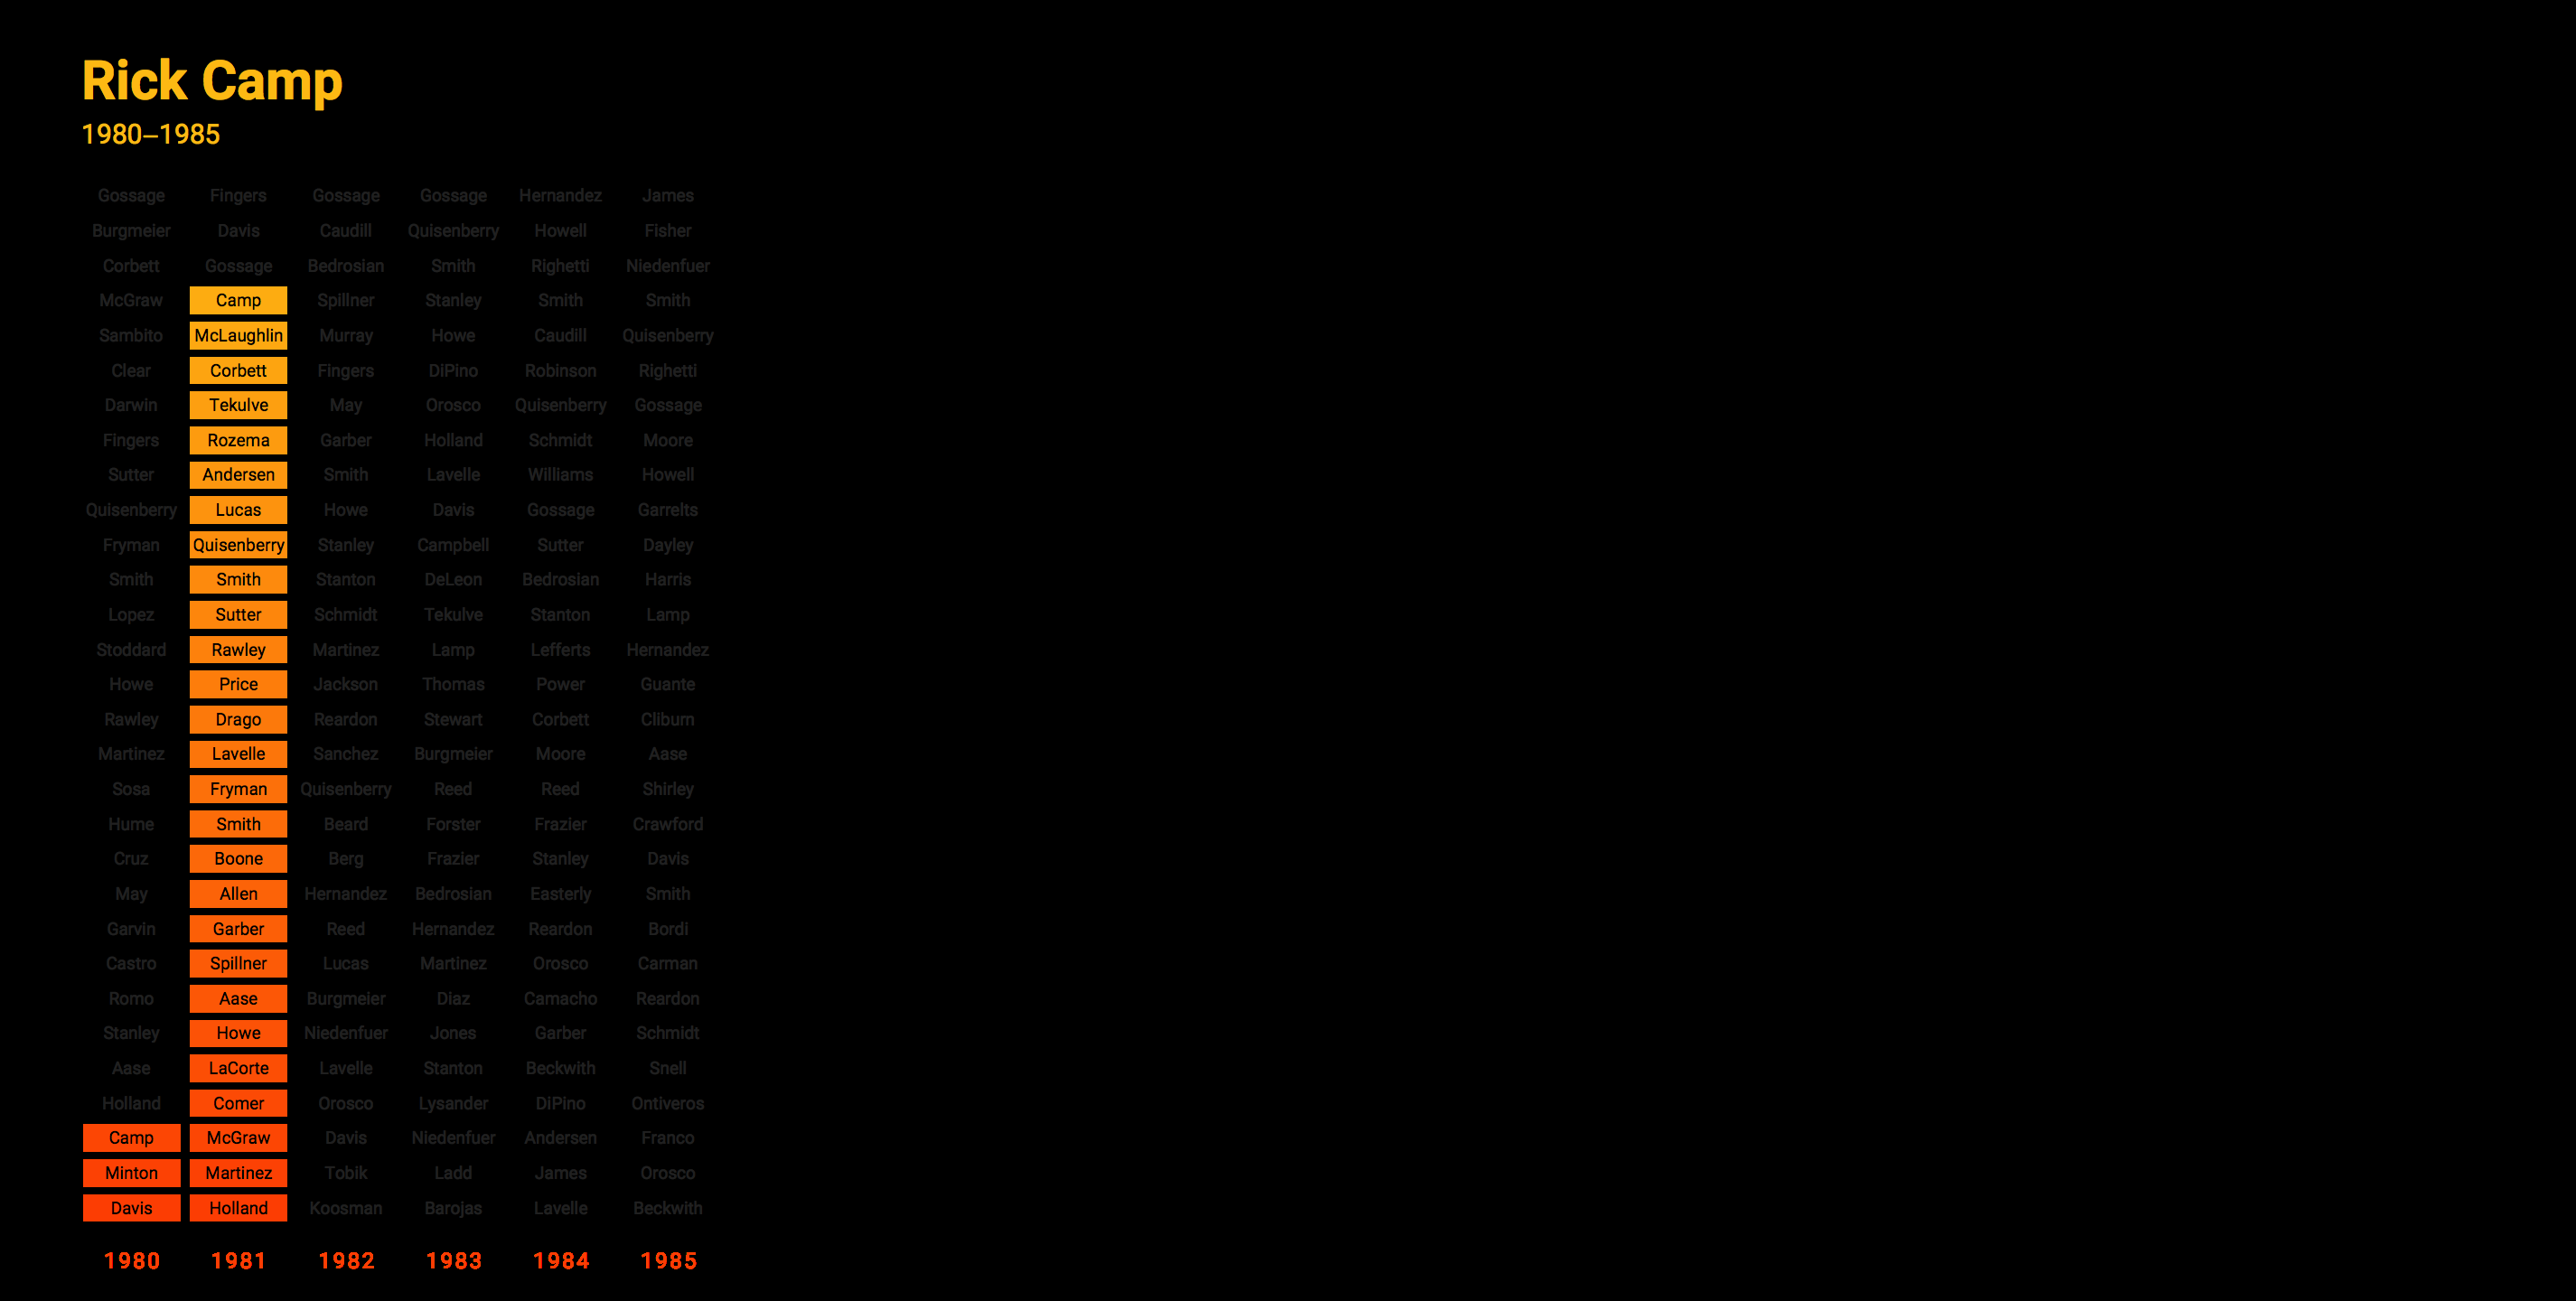 Rick Camp
1980–1985
Gossage Fingers Gossage Gossage Hernandez James
Burgmeier Davis Caudill Quisenberry Howell Fisher
Corbett Gossage Bedrosian Smith Righetti Niedenfuer
McGraw Camp Spillner Stanley Smith Smith
Sambito McLaughlin Murray Howe Caudill Quisenberry
Clear Corbett Fingers DiPino Robinson Righetti
Darwin Tekulve May Orosco Quisenberry Gossage
Fingers Rozema Garber Holland Schmidt Moore
Sutter Andersen Smith Lavelle Williams Howell
Quisenberry Lucas Howe Davis Gossage Garrelts
Fryman Quisenberry Stanley Campbell Sutter Dayley
Smith Smith Stanton DeLeon Bedrosian Harris
Lopez Sutter Schmidt Tekulve Stanton Lamp
Stoddard Rawley Martinez Lamp Lefferts Hernandez
Howe Price Jackson Thomas Power Guante
Rawley Drago Reardon Stewart Corbett Cliburn
Martinez Lavelle Sanchez Burgmeier Moore Aase
Sosa Fryman Quisenberry Reed Reed Shirley
Hume Smith Beard Forster Frazier Crawford
Cruz Boone Berg Frazier Stanley Davis
May Allen Hernandez Bedrosian Easterly Smith
Garvin Garber Reed Hernandez Reardon Bordi
Castro Spillner Lucas Martinez Orosco Carman
Romo Aase Burgmeier Diaz Camacho Reardon
Stanley Howe Niedenfuer Jones Garber Schmidt
Aase LaCorte Lavelle Stanton Beckwith Snell
Holland Comer Orosco Lysander DiPino Ontiveros
Camp McGraw Davis Niedenfuer Andersen Franco
Minton Martinez Tobik Ladd James Orosco
Davis Holland Koosman Barojas Lavelle Beckwith
1980 1981 1982 1983 1984 1985